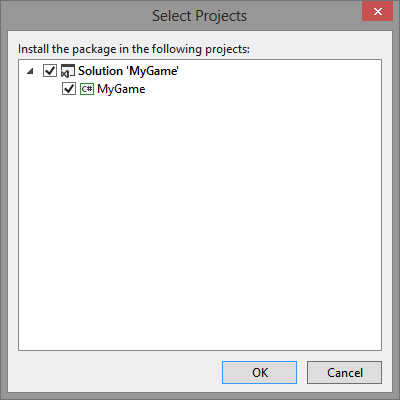 Select Projects
Install the package in the following projects:
Solution 'MyGame'
C# MyGame
OK Cancel